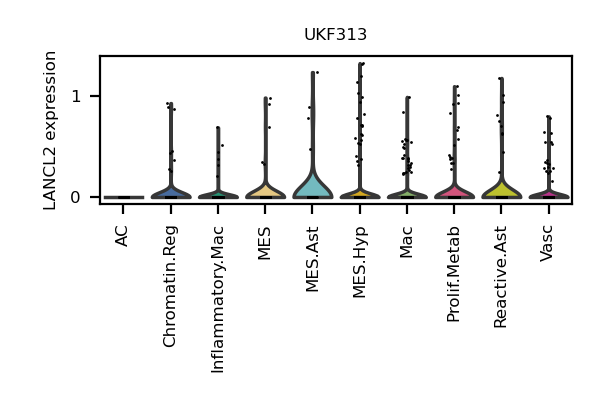 UKF313
LANCL2 expression
1
0
AC
Chromatin.Reg
Inflammatory.Mac
MES
MES.Ast
MES.Hyp
Mac
Prolif.Metab
Reactive.Ast
Vasc